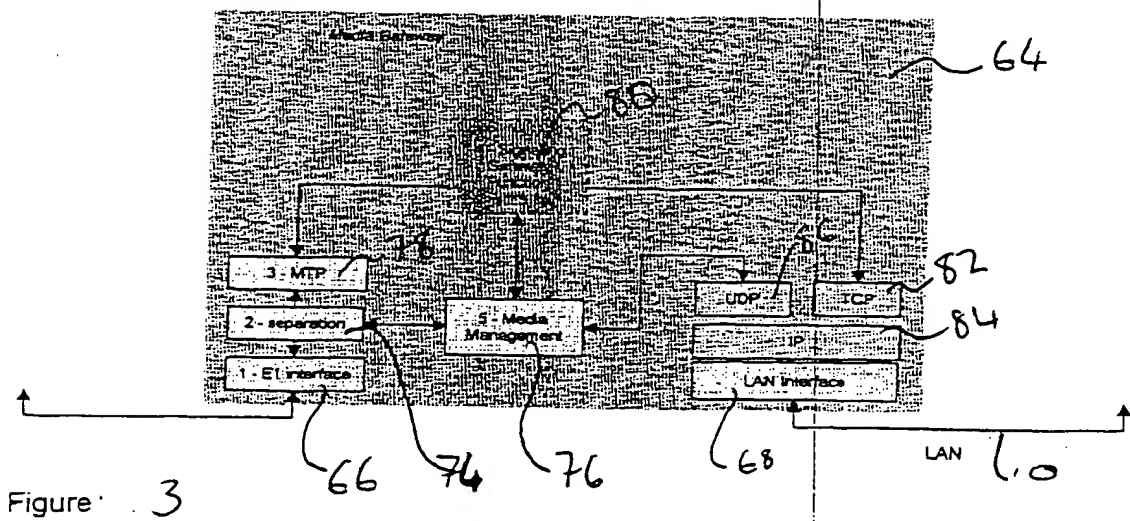 Media Gateway
64
80
78
3 - MTP
86
82
UDP
TCP
2 - separation
5 - Media
Management
84
IP
1 - E1 interface
LAN Interface
66
74
76
68
LAN
Figure 3